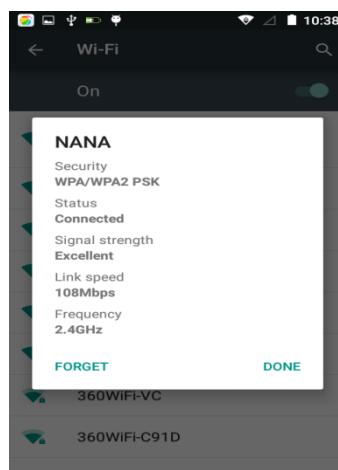 10:38
Wi-Fi
On
NANA
Security
WPA/WPA2 PSK
Status
Connected
Signal strength
Excellent
Link speed
108Mbps
Frequency
2.4GHz
FORGET DONE
360WiFi-VC
360WiFi-C91D